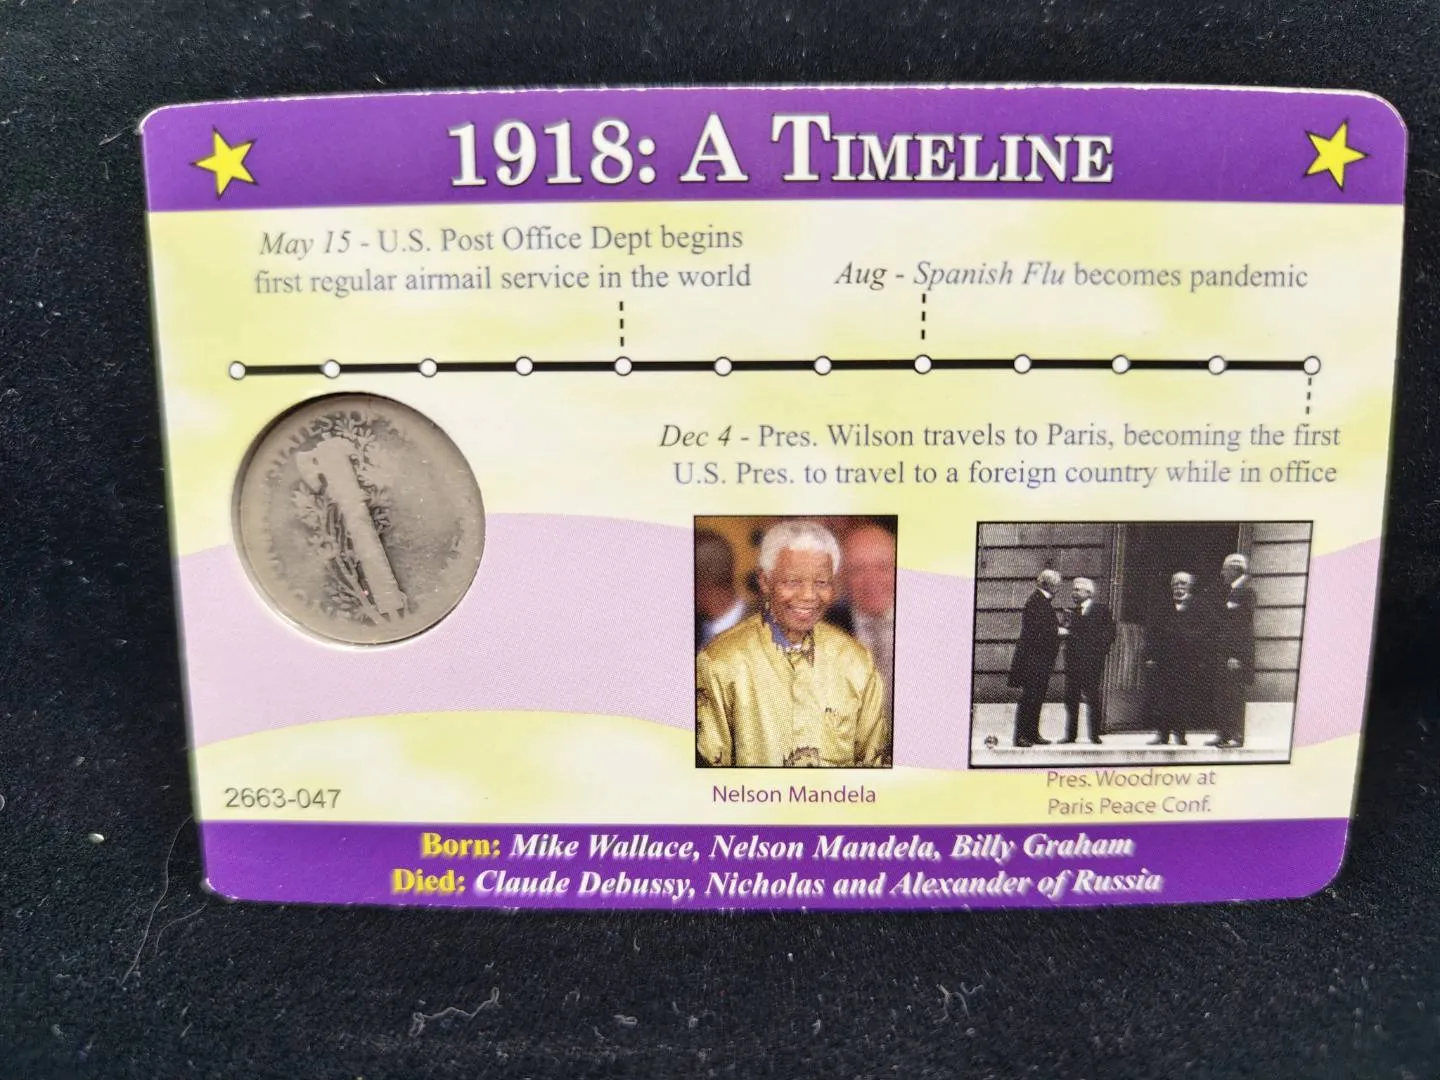 1918: A TIMELINE
May 15 - U.S. Post Office Dept begins
first regular airmail service in the world
Aug - Spanish Flu becomes pandemic
Dec 4 - Pres. Wilson travels to Paris, becoming the first
U.S. Pres. to travel to a foreign country while in office
Nelson Mandela
Pres. Woodrow at
Paris Peace Conf.
2663-047
Born: Mike Wallace, Nelson Mandela, Billy Graham
Died: Claude Debussy, Nicholas and Alexander of Russia